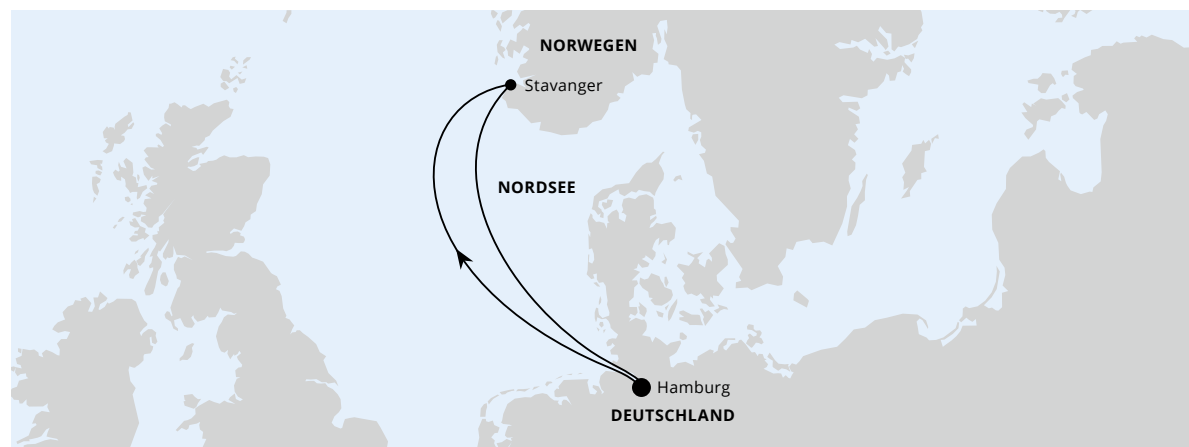 NORWEGEN
Stavanger
NORDSEE
Hamburg
DEUTSCHLAND